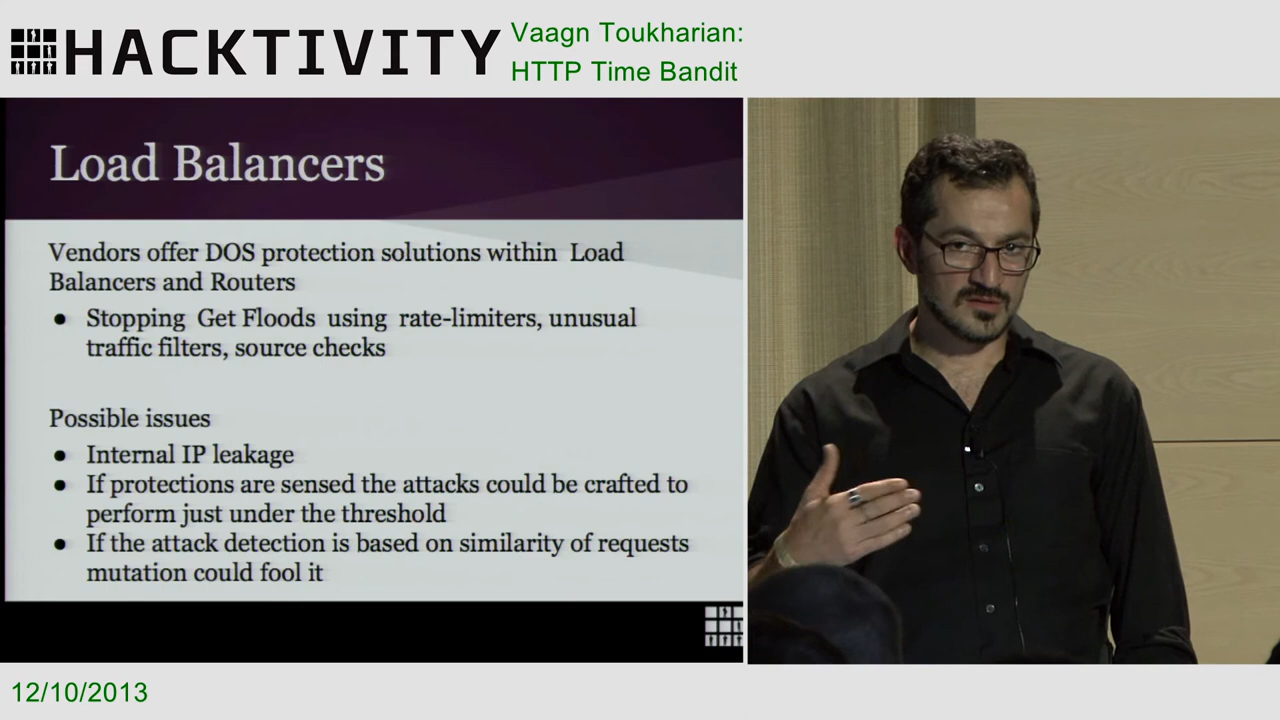 HACKTIVITY
Vaagn Toukharian:
HTTP Time Bandit
Load Balancers
Vendors offer DOS protection solutions within Load
Balancers and Routers
● Stopping Get Floods using rate-limiters, unusual
traffic filters, source checks
Possible issues
● Internal IP leakage
● If protections are sensed the attacks could be crafted to
perform just under the threshold
● If the attack detection is based on similarity of requests
mutation could fool it
12/10/2013